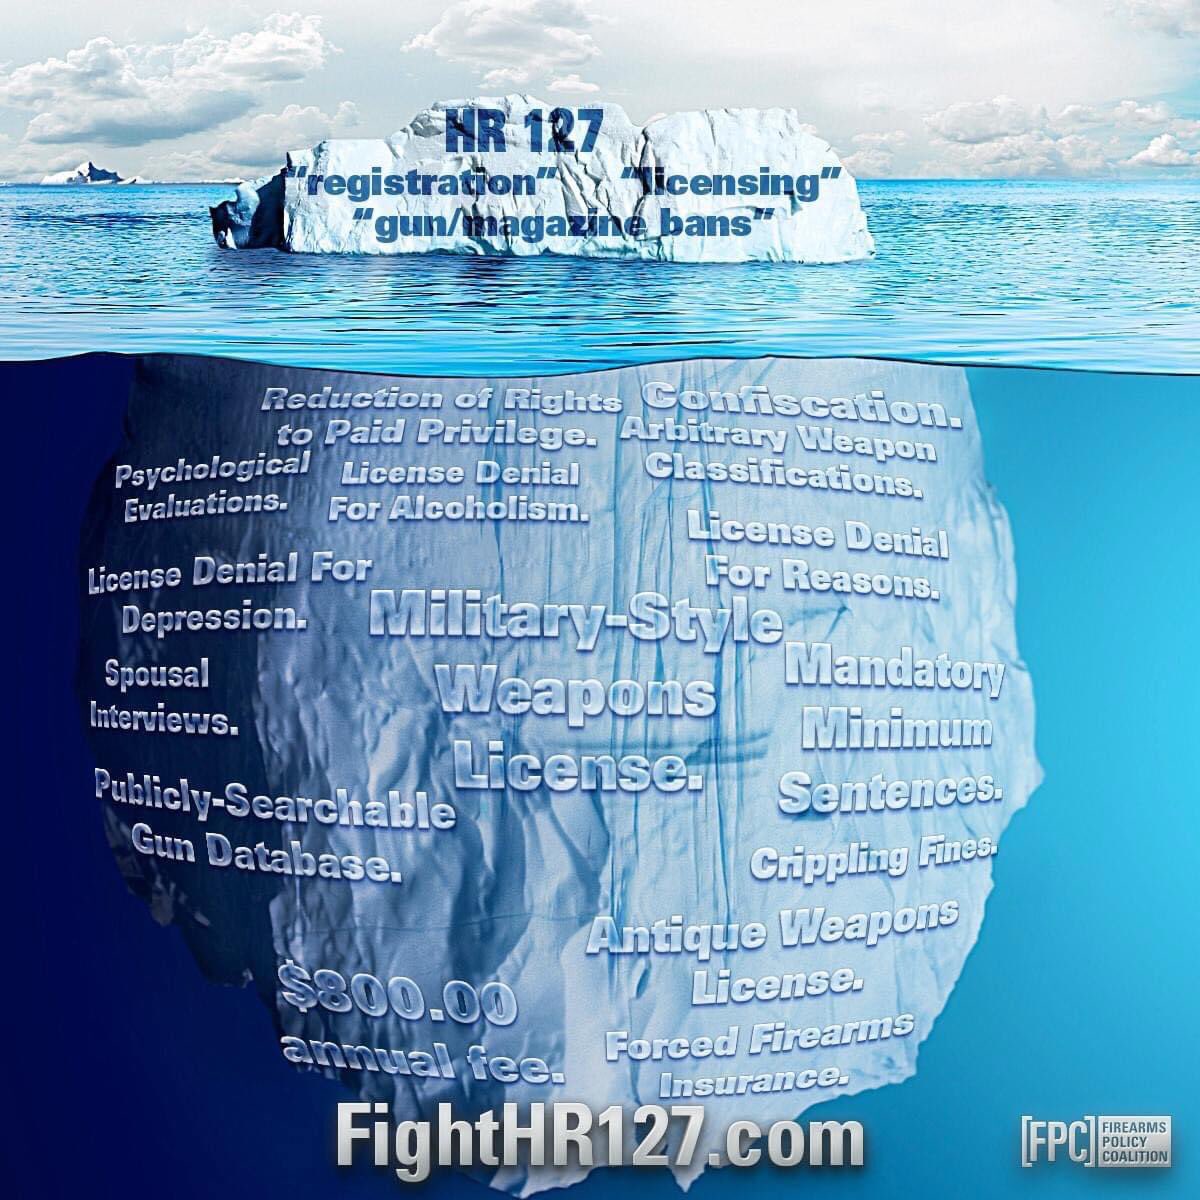 HR 127
"registration" "licensing"
"gun/magazine bans"
Reduction of Rights
to Paid Privilege.
Confiscation.
Arbitrary Weapon
Classifications.
Psychological
Evaluations.
License Denial
For Alcoholism.
License Denial
For Reasons.
License Denial For
Depression.
Military-Style
Weapons
License.
Spousal
Interviews.
Mandatory
Minimum
Sentences.
Publicly-Searchable
Gun Database.
Crippling Fines.
Antique Weapons
License.
$800.00
annual fee.
Forced Firearms
Insurance.
FightHR127.com
[FPC]
FIREARMS
POLICY
COALITION